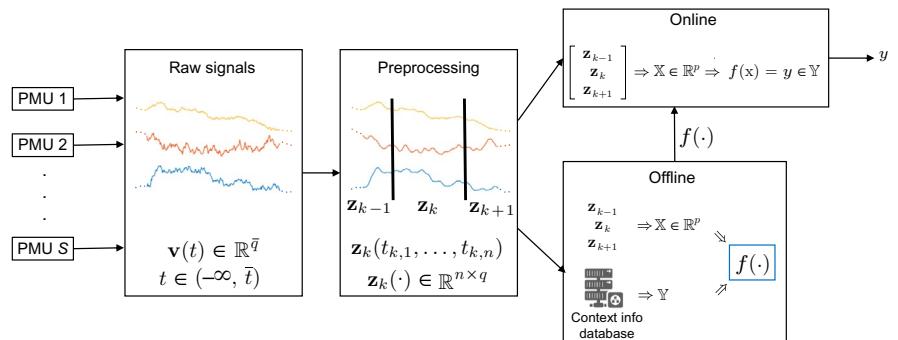 PMU 1
PMU 2
.
.
.
PMU S
Raw signals
𝐯(t) ∈ ℝ^q̄
t ∈ (−∞, t̄)
Preprocessing
𝐳_{k−1} 𝐳_k 𝐳_{k+1}
𝐳_k(t_{k,1}, . . . , t_{k,n})
𝐳_k(·) ∈ ℝ^{n×q}
Online
𝐳_{k−1}
𝐳_k ⇒ 𝕏 ∈ ℝ^p ⇒ f(x) = y ∈ 𝕐
𝐳_{k+1}
y
f(·)
Offline
𝐳_{k−1}
𝐳_k ⇒ 𝕏 ∈ ℝ^p
𝐳_{k+1}
⇒ 𝕐
Context info
database
⇒
⇒
f(·)